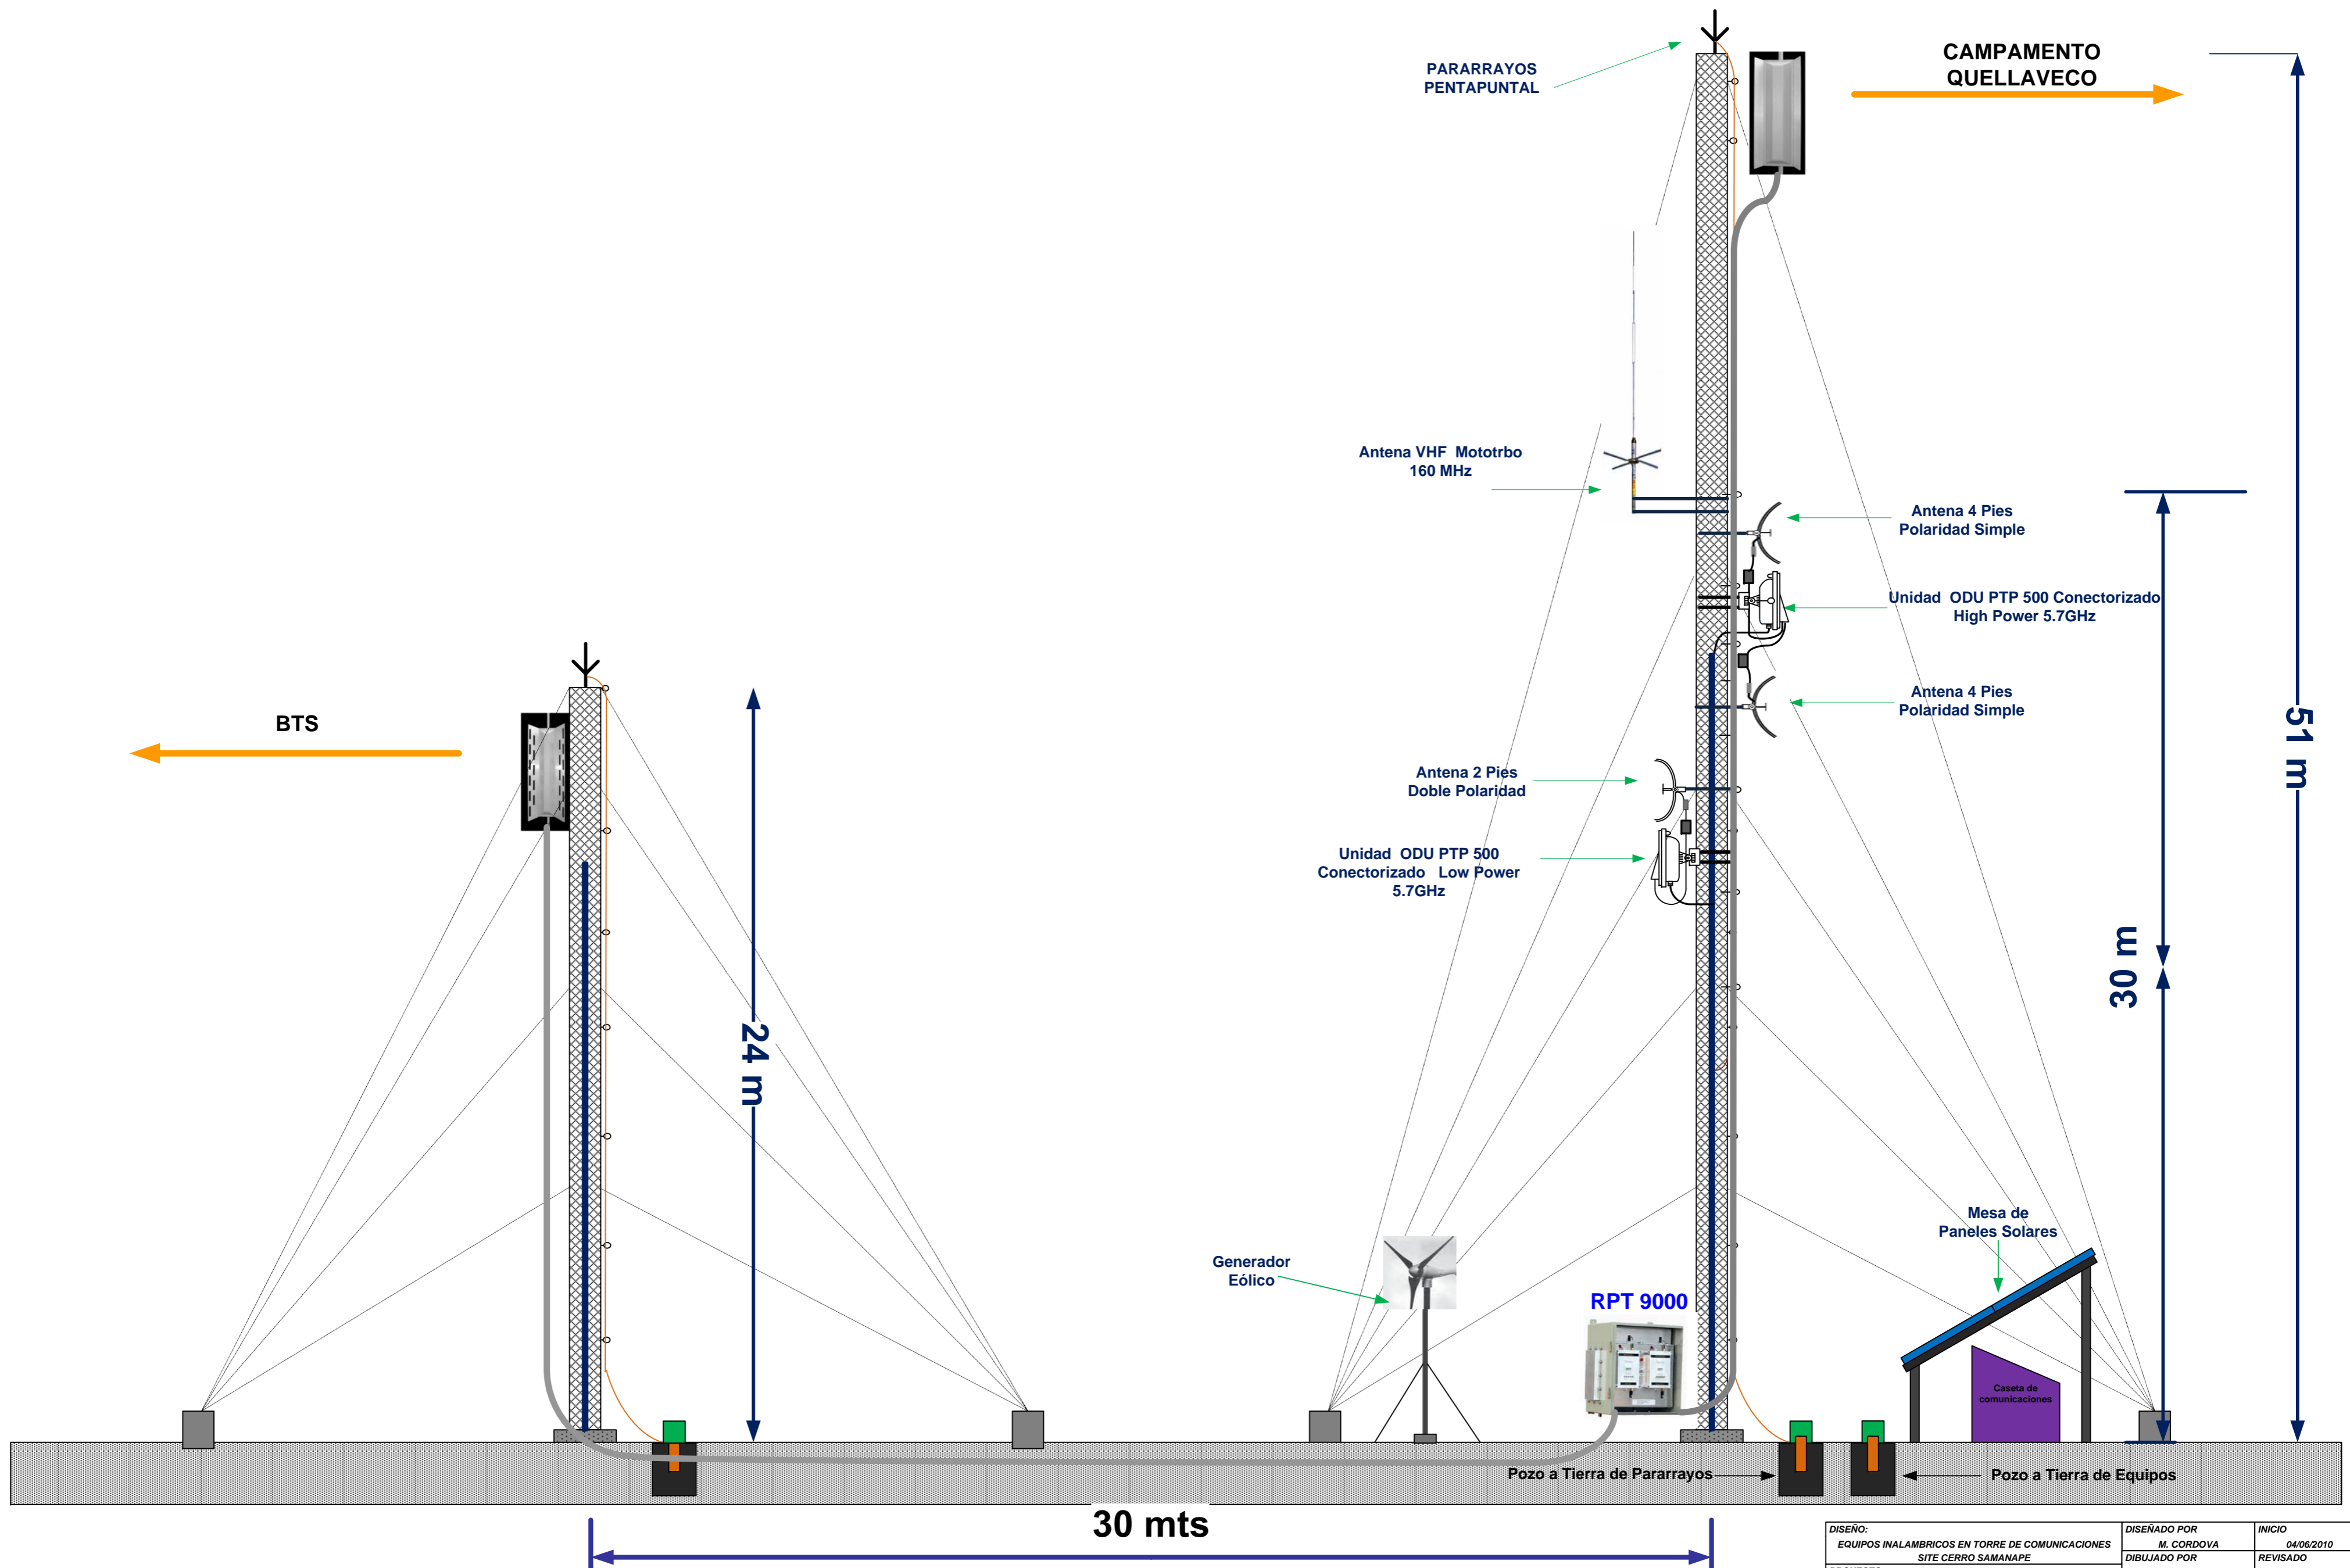 PARARRAYOS
PENTAPUNTAL
CAMPAMENTO
QUELLAVECO
Antena VHF Mototrbo
160 MHz
Antena 4 Pies
Polaridad Simple
Unidad ODU PTP 500 Conectorizado
High Power 5.7GHz
Antena 4 Pies
Polaridad Simple
BTS
51 m
Antena 2 Pies
Doble Polaridad
Unidad ODU PTP 500
Conectorizado Low Power
5.7GHz
30 m
24 m
Mesa de
Paneles Solares
Generador
Eólico
RPT 9000
Caseta de
comunicaciones
Pozo a Tierra de Pararrayos
Pozo a Tierra de Equipos
30 mts
DISEÑO:
EQUIPOS INALAMBRICOS EN TORRE DE COMUNICACIONES
SITE CERRO SAMANAPE
DISEÑADO POR
M. CORDOVA
DIBUJADO POR
INICIO
04/06/2010
REVISADO